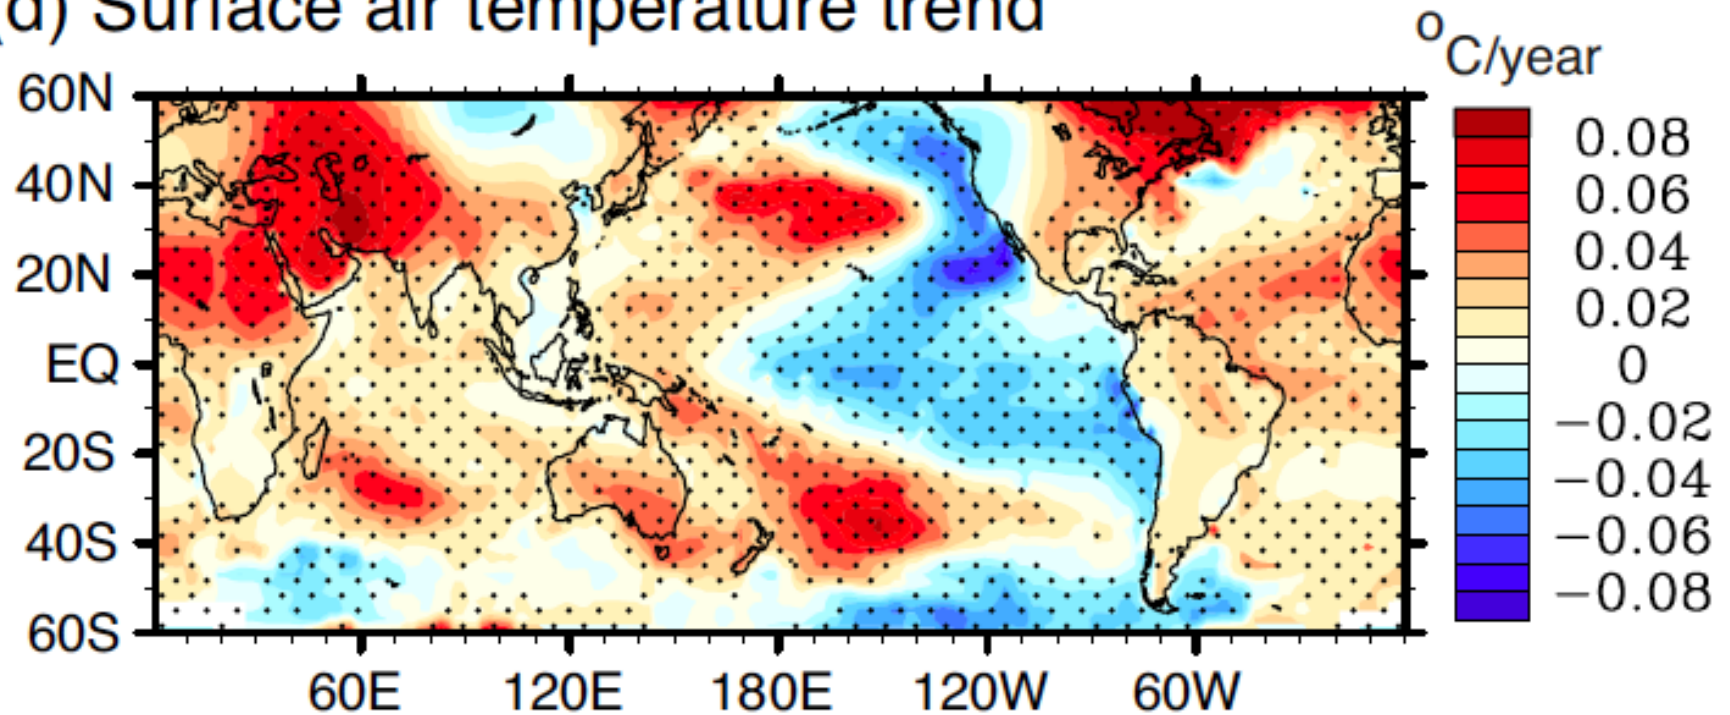 (d) Surface air temperature trend
°C/year
60N
40N
20N
EQ
20S
40S
60S
60E 120E 180E 120W 60W
0.08
0.06
0.04
0.02
0
−0.02
−0.04
−0.06
−0.08